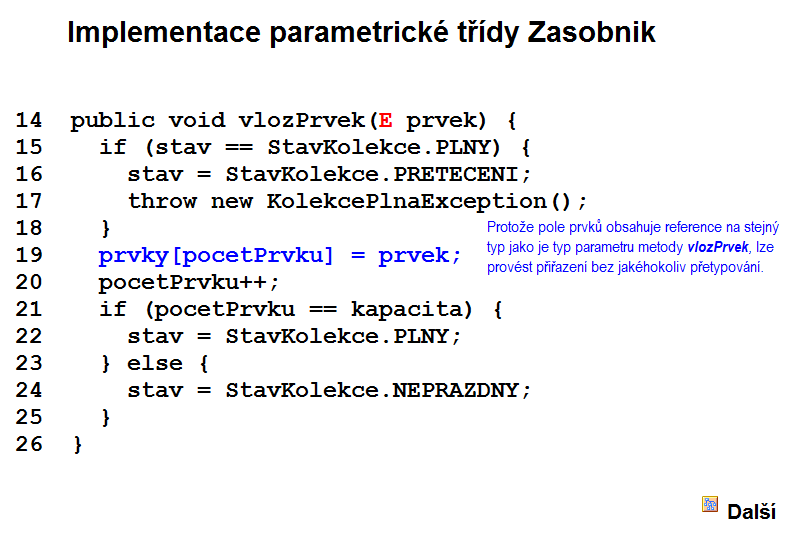 Implementace parametrické třídy Zasobnik
14  public void vlozPrvek(E prvek) {
15    if (stav == StavKolekce.PLNY) {
16      stav = StavKolekce.PRETECENI;
17      throw new KolekcePlnaException();
18    }
19    prvky[pocetPrvku] = prvek;
Protože pole prvků obsahuje reference na stejný
typ jako je typ parametru metody vlozPrvek, lze
provést přiřazení bez jakéhokoliv přetypování.
20    pocetPrvku++;
21    if (pocetPrvku == kapacita) {
22      stav = StavKolekce.PLNY;
23    } else {
24      stav = StavKolekce.NEPRAZDNY;
25    }
26  }
Další